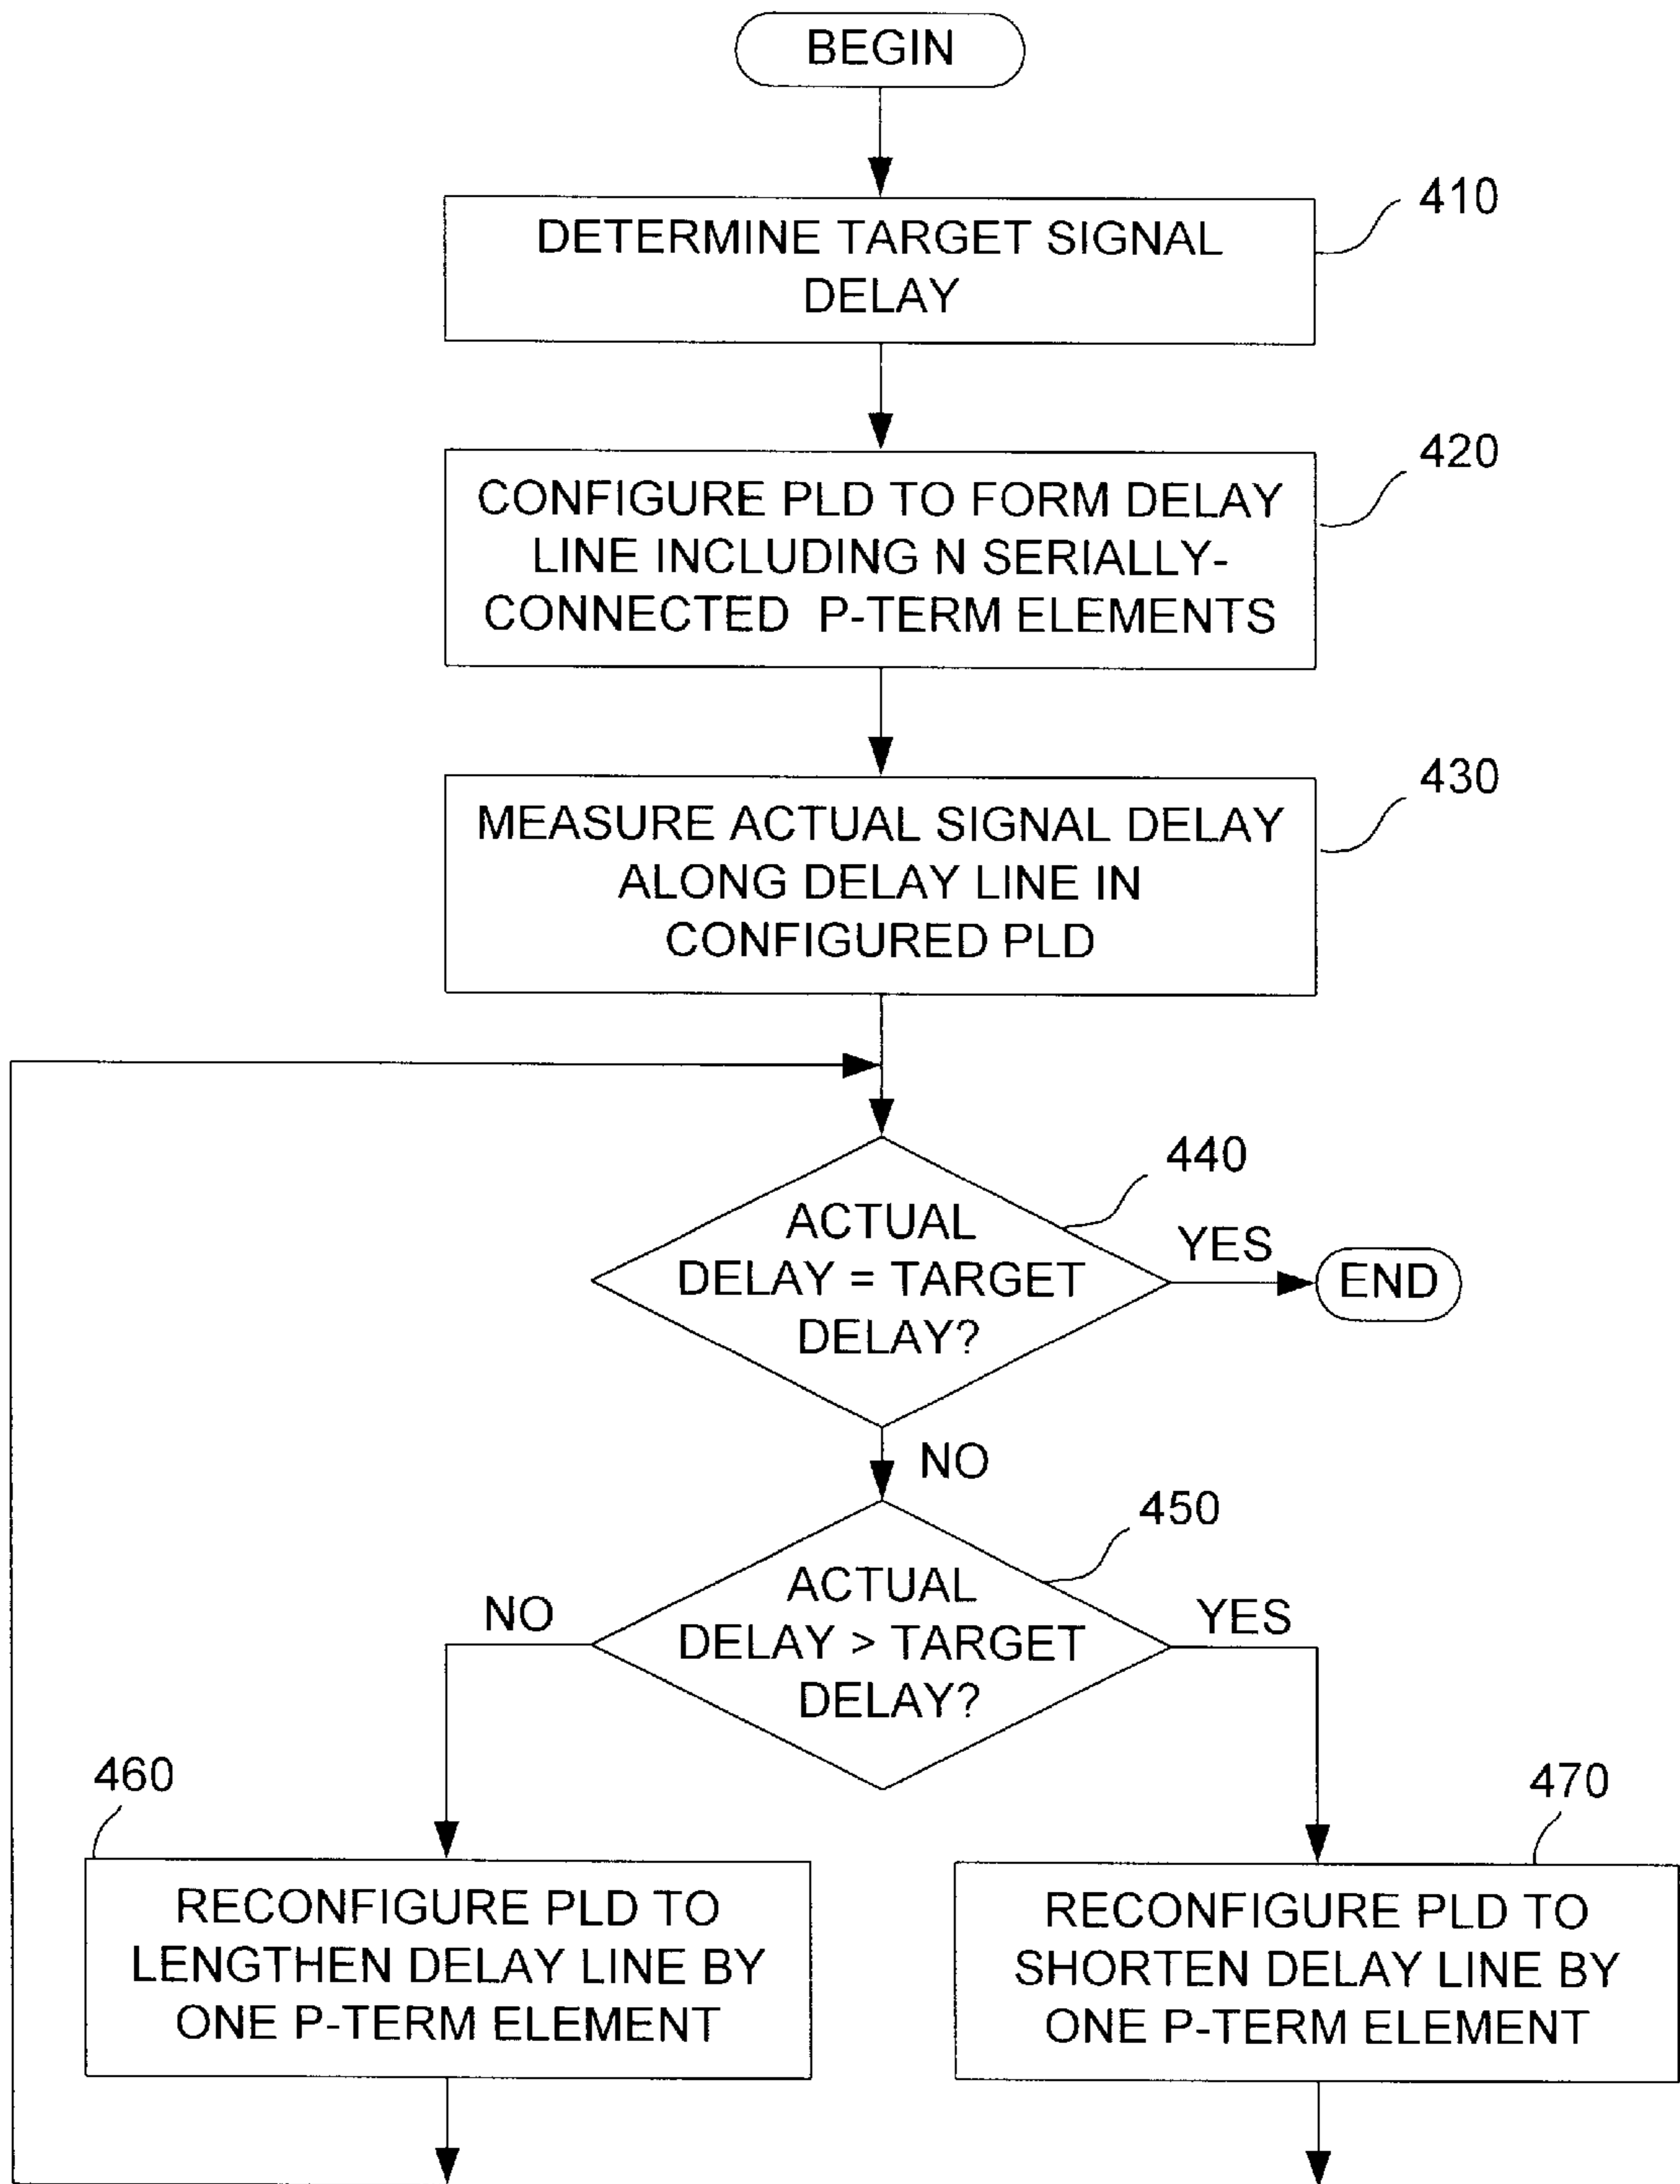 BEGIN
410
DETERMINE TARGET SIGNAL
DELAY
420
CONFIGURE PLD TO FORM DELAY
LINE INCLUDING N SERIALLY-
CONNECTED P-TERM ELEMENTS
430
MEASURE ACTUAL SIGNAL DELAY
ALONG DELAY LINE IN
CONFIGURED PLD
440
ACTUAL
DELAY = TARGET
DELAY?
YES
END
NO
450
ACTUAL
DELAY > TARGET
DELAY?
NO
YES
460
RECONFIGURE PLD TO
LENGTHEN DELAY LINE BY
ONE P-TERM ELEMENT
470
RECONFIGURE PLD TO
SHORTEN DELAY LINE BY
ONE P-TERM ELEMENT